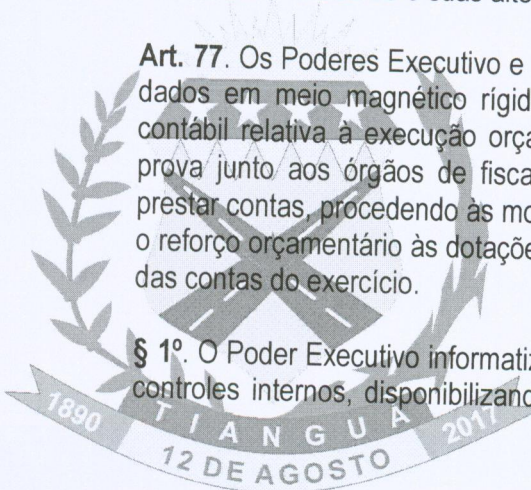 Art. 77. Os Poderes Executivo e
dados em meio magnético rígid
contábil relativa à execução orça
prova junto aos órgãos de fisca
prestar contas, procedendo às mo
o reforço orçamentário às dotaçõe
das contas do exercício.
§ 1º. O Poder Executivo informatiz
controles internos, disponibilizand
1890 TIANGUÁ 2017
12 DE AGOSTO